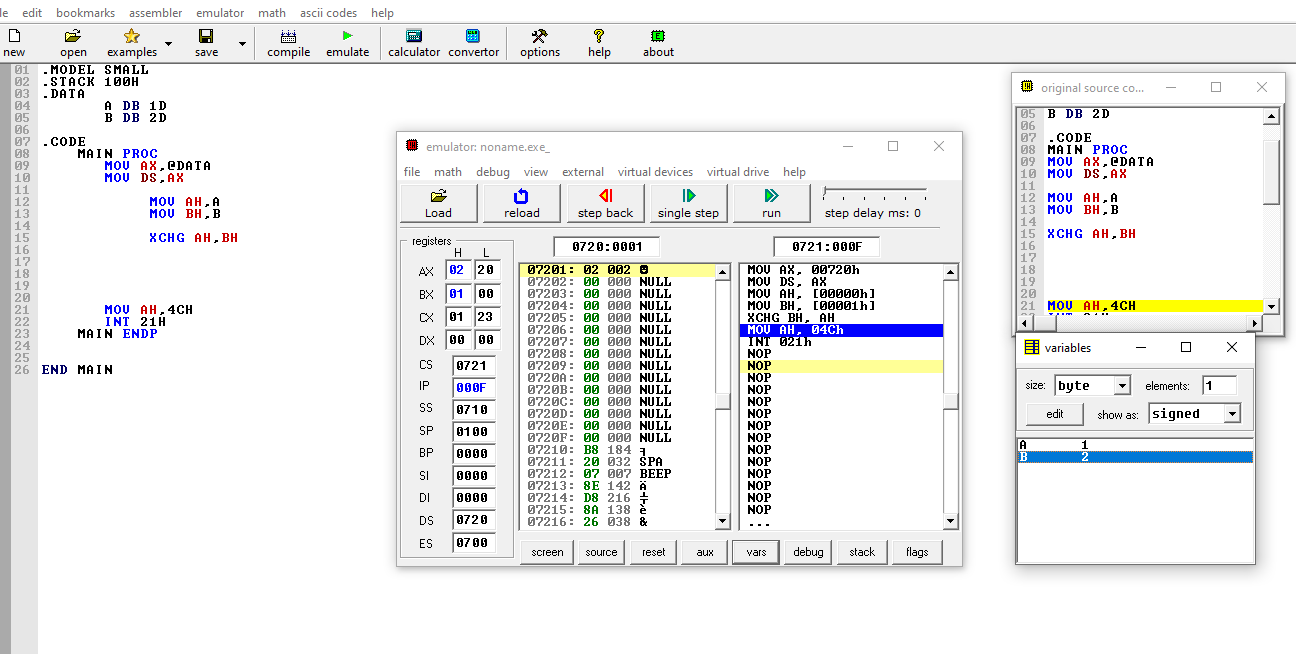 le edit bookmarks assembler emulator math ascii codes help
new open examples save compile emulate calculator convertor options help about
01 .MODEL SMALL
02 .STACK 100H
03 .DATA
04 A DB 1D
05 B DB 2D
06
07 .CODE
08 MAIN PROC
09 MOV AX,@DATA
10 MOV DS,AX
11
12 MOV AH,A
13 MOV BH,B
14
15 XCHG AH,BH
16
17
18
19
20
21 MOV AH,4CH
22 INT 21H
23 MAIN ENDP
24
25
26 END MAIN
emulator: noname.exe_
file math debug view external virtual devices virtual drive help
Load reload step back single step run step delay ms: 0
registers
H L
AX 02 20
BX 01 00
CX 01 23
DX 00 00
CS 0721
IP 000F
SS 0710
SP 0100
BP 0000
SI 0000
DI 0000
DS 0720
ES 0700
0720:0001
07201: 02 002 ☻
07202: 00 000 NULL
07203: 00 000 NULL
07204: 00 000 NULL
07205: 00 000 NULL
07206: 00 000 NULL
07207: 00 000 NULL
07208: 00 000 NULL
07209: 00 000 NULL
0720A: 00 000 NULL
0720B: 00 000 NULL
0720C: 00 000 NULL
0720D: 00 000 NULL
0720E: 00 000 NULL
0720F: 00 000 NULL
07210: B8 184 ╕
07211: 20 032 SPA
07212: 07 007 BEEP
07213: 8E 142 Ä
07214: D8 216 ╪
07215: 8A 138 è
07216: 26 038 &
0721:000F
MOV AX, 00720h
MOV DS, AX
MOV AH, [00000h]
MOV BH, [00001h]
XCHG BH, AH
MOV AH, 04Ch
INT 021h
NOP
NOP
NOP
NOP
NOP
NOP
NOP
NOP
NOP
NOP
NOP
NOP
NOP
NOP
...
screen source reset aux vars debug stack flags
original source co...
05 B DB 2D
06
07 .CODE
08 MAIN PROC
09 MOV AX,@DATA
10 MOV DS,AX
11
12 MOV AH,A
13 MOV BH,B
14
15 XCHG AH,BH
16
17
18
19
20
21 MOV AH,4CH
variables
size: byte elements: 1
edit show as: signed
A 1
B 2